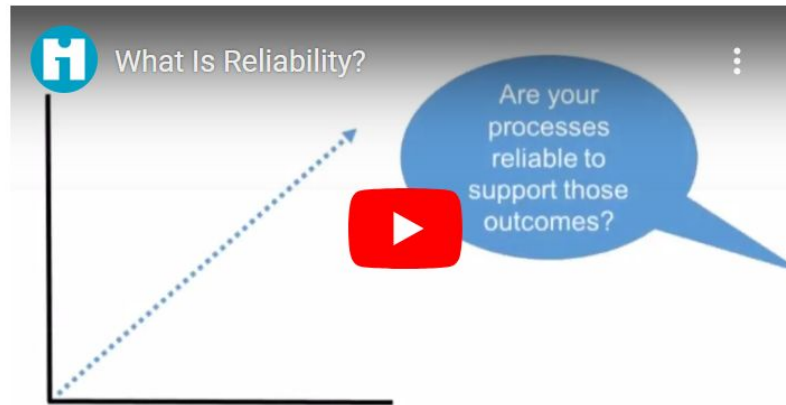 What Is Reliability?
Are your
processes
reliable to
support those
outcomes?